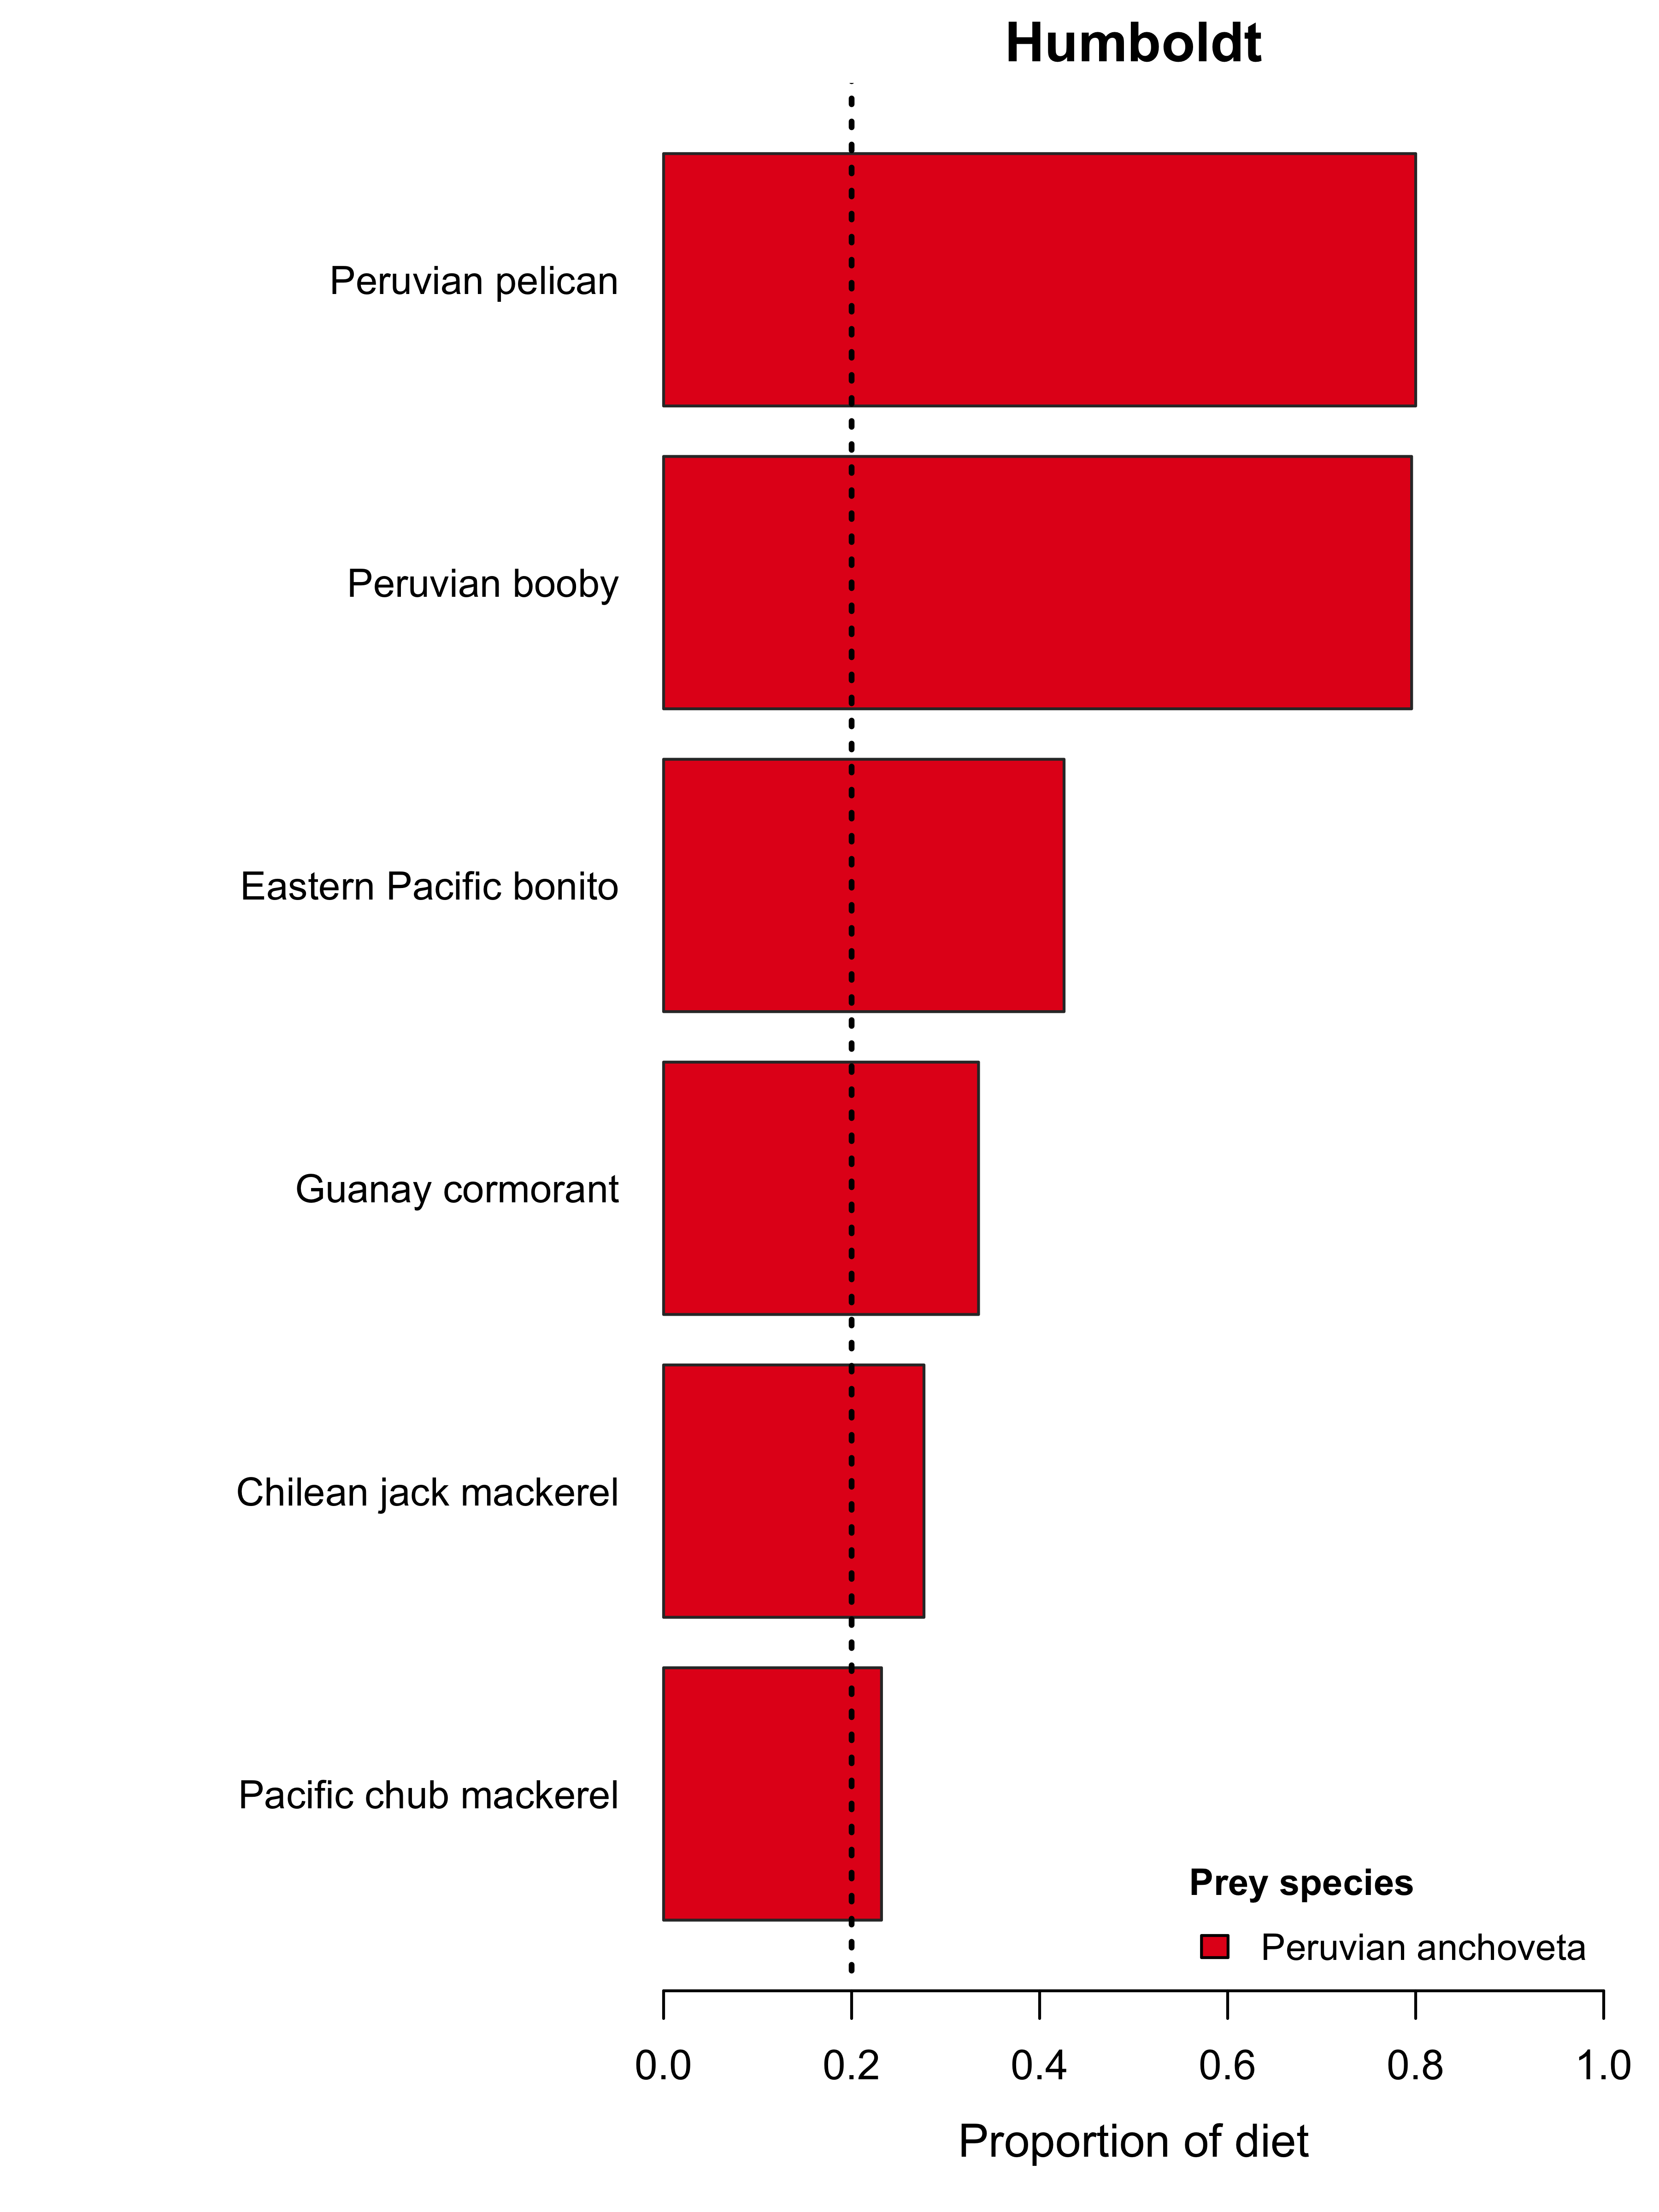 Humboldt
Peruvian pelican
Peruvian booby
Eastern Pacific bonito
Guanay cormorant
Chilean jack mackerel
Pacific chub mackerel
Prey species
Peruvian anchoveta
0.0 0.2 0.4 0.6 0.8 1.0
Proportion of diet